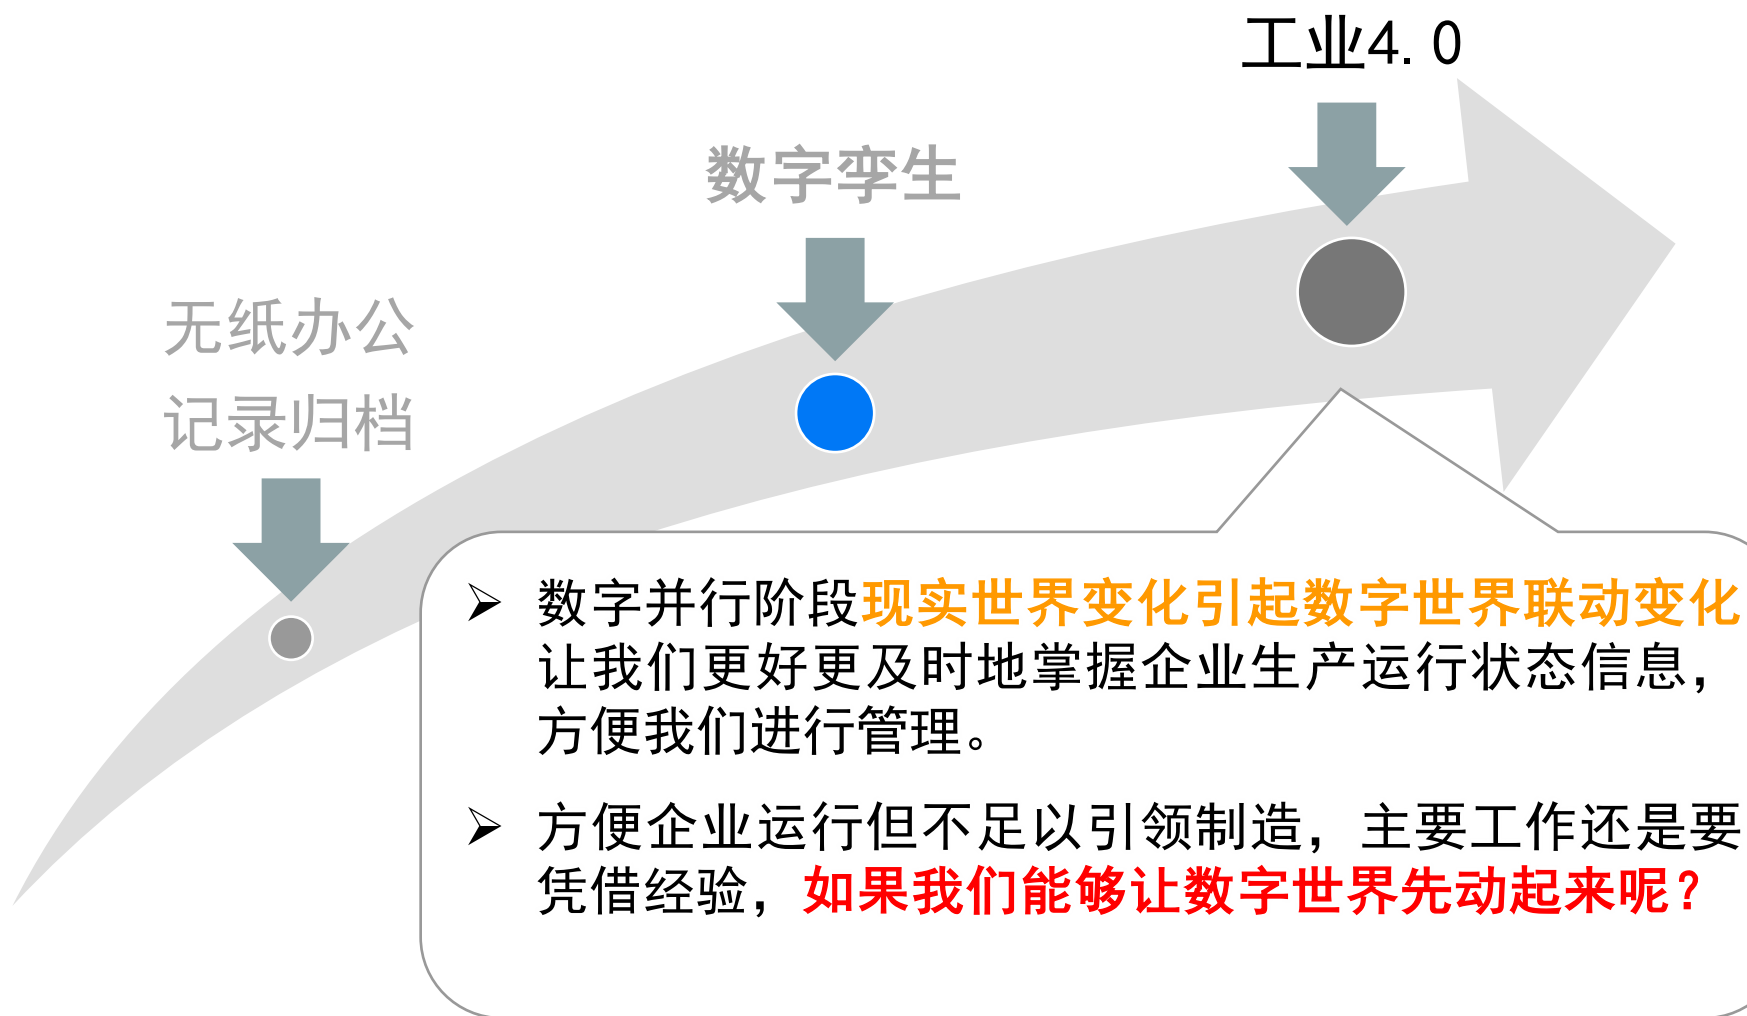 工业4.0
数字孪生
无纸办公
记录归档
➢ 数字并行阶段现实世界变化引起数字世界联动变化
让我们更好更及时地掌握企业生产运行状态信息，
方便我们进行管理。
➢ 方便企业运行但不足以引领制造，主要工作还是要
凭借经验，如果我们能够让数字世界先动起来呢？